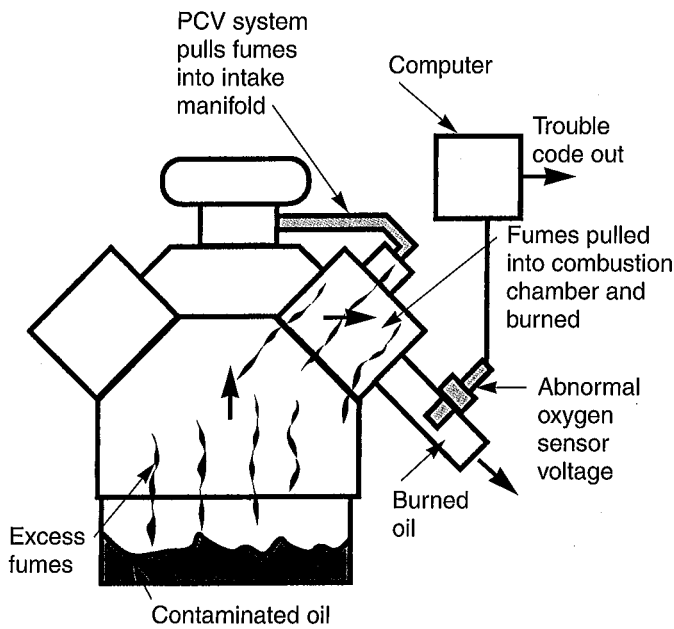 PCV system
pulls fumes
into intake
manifold
Computer
Trouble
code out
Fumes pulled
into combustion
chamber and
burned
Abnormal
oxygen
sensor
voltage
Burned
oil
Excess
fumes
Contaminated oil